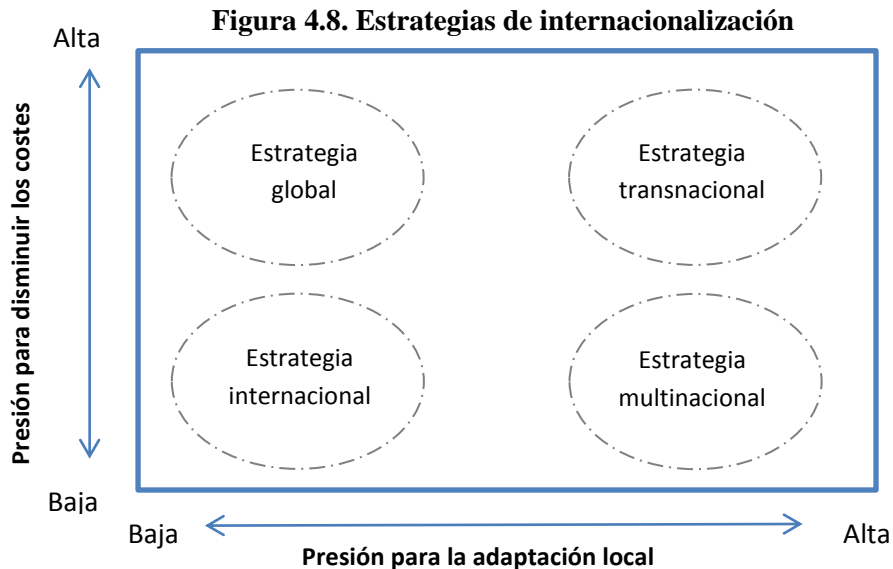 Figura 4.8. Estrategias de internacionalización
Alta
Presión para disminuir los costes
Estrategia
global
Estrategia
transnacional
Estrategia
internacional
Estrategia
multinacional
Baja
Baja
Alta
Presión para la adaptación local